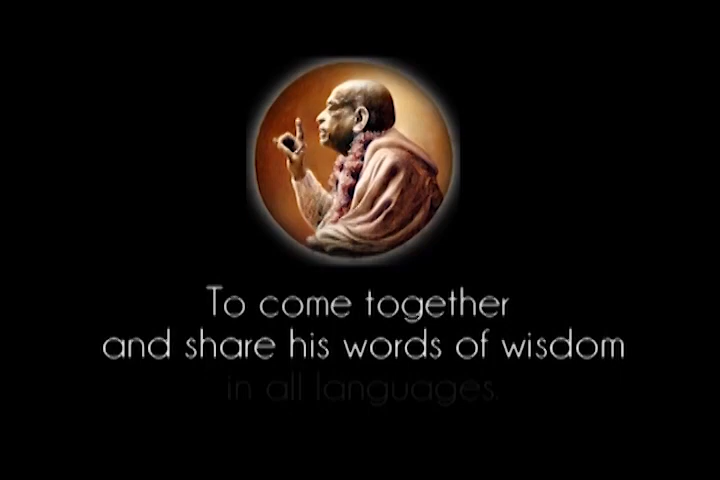 To come together
and share his words of wisdom
in all languages.